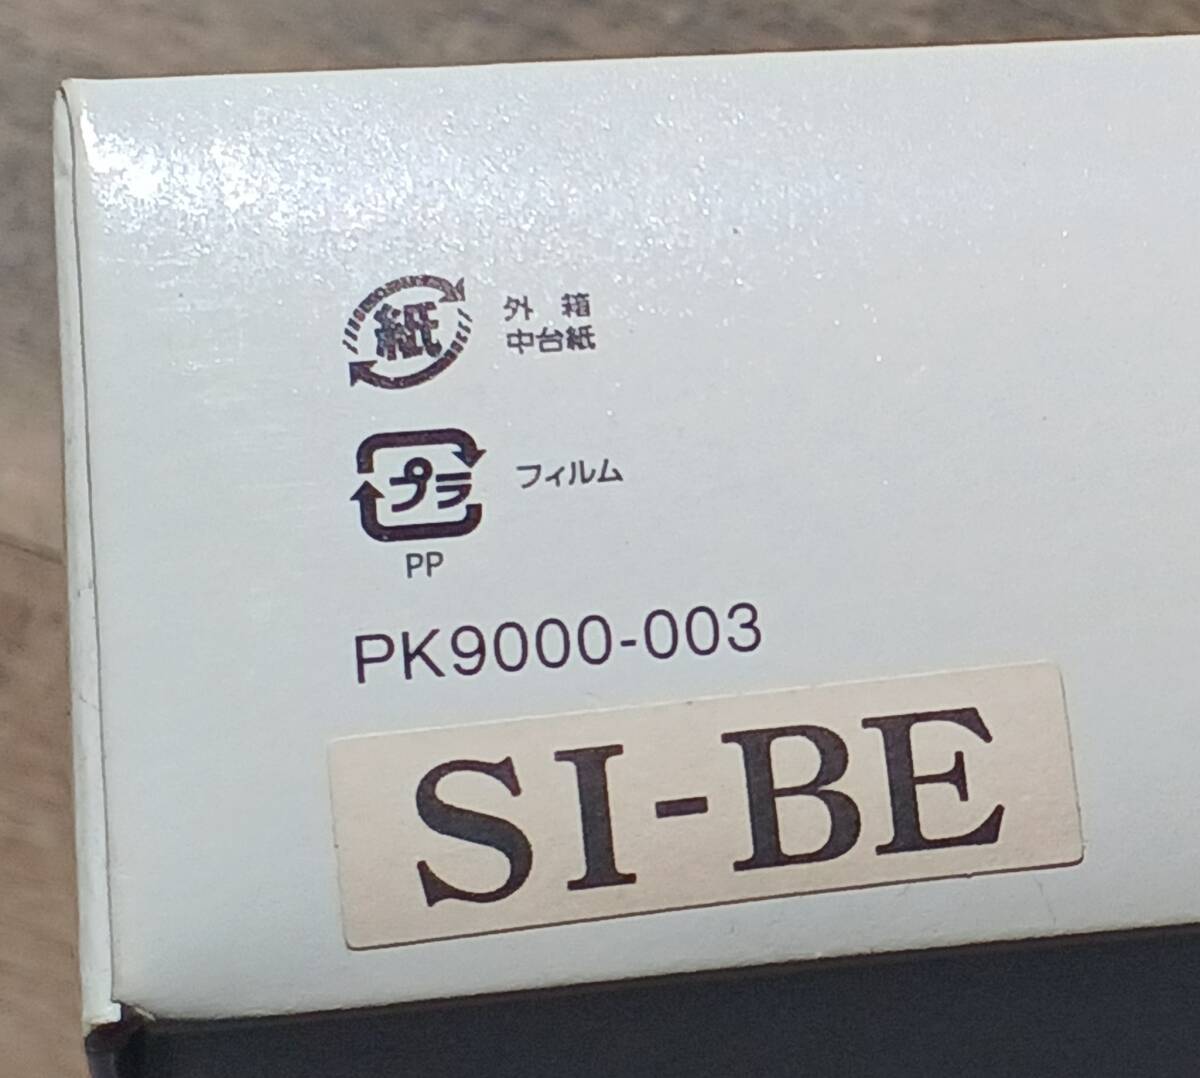 紙
外 箱
中台紙
プラ
フィルム
PP
PK9000-003
SI-BE